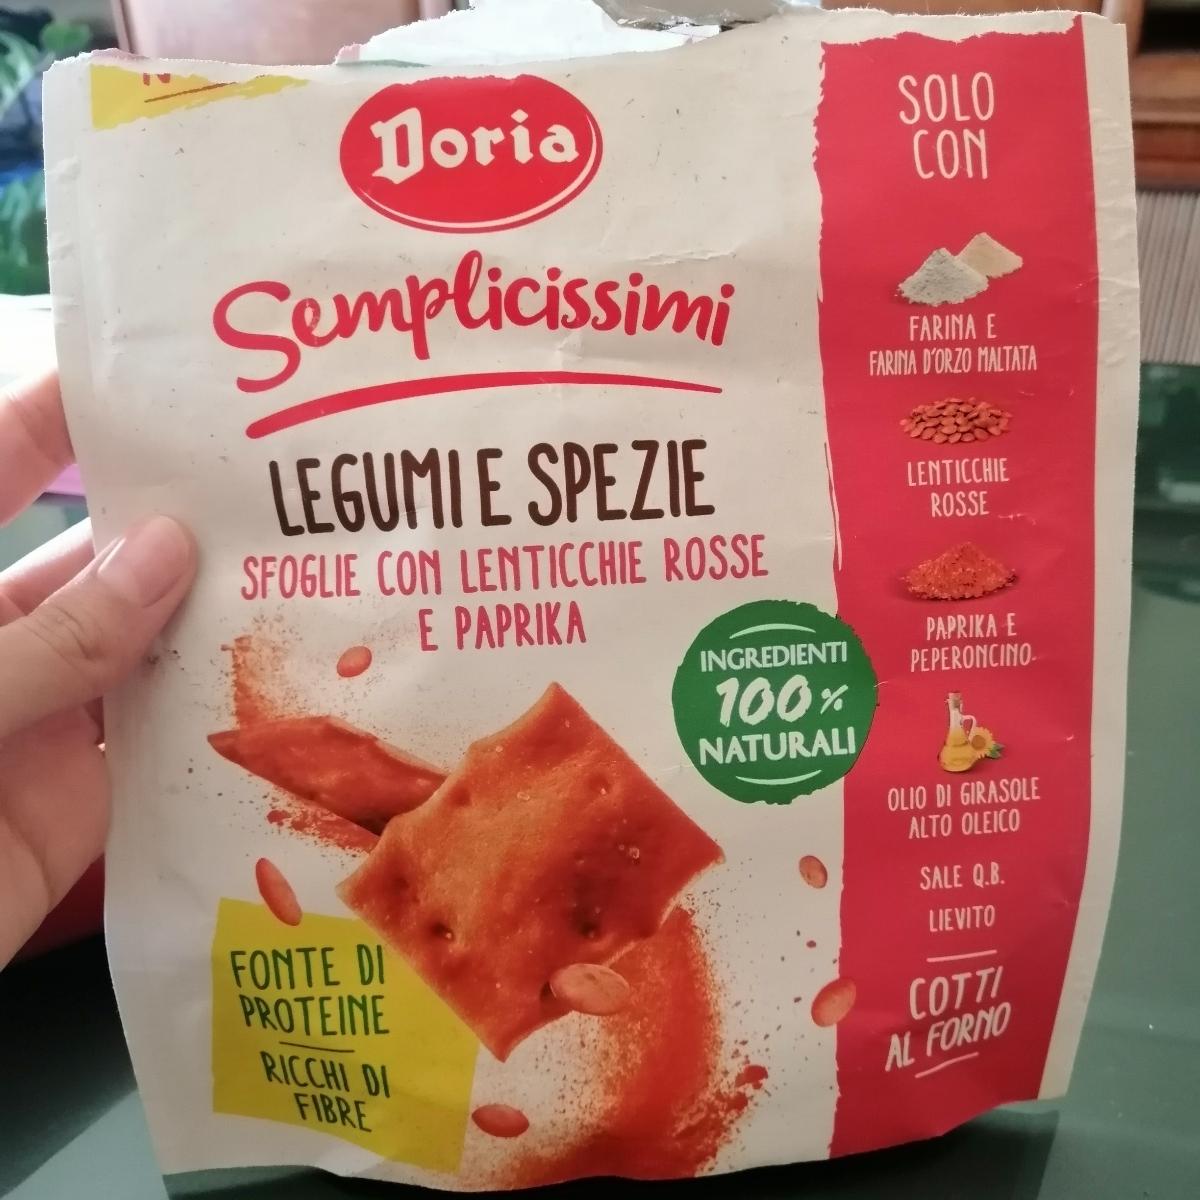 Doria
Semplicissimi
LEGUMI E SPEZIE
SFOGLIE CON LENTICCHIE ROSSE
E PAPRIKA
INGREDIENTI
100%
NATURALI
FONTE DI
PROTEINE
RICCHI DI
FIBRE
SOLO
CON
FARINA E
FARINA D'ORZO MALTATA
LENTICCHIE
ROSSE
PAPRIKA E
PEPERONCINO
OLIO DI GIRASOLE
ALTO OLEICO
SALE Q.B.
LIEVITO
COTTI
AL FORNO